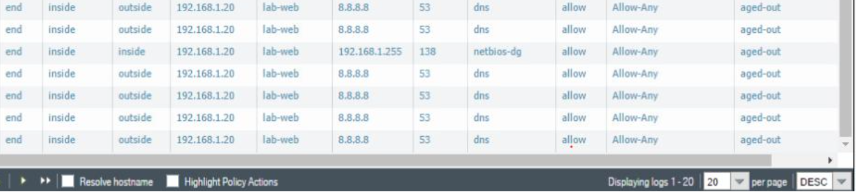 end inside outside 192.168.1.20 lab-web 8.8.8.8 53 dns allow Allow-Any aged-out
end inside outside 192.168.1.20 lab-web 8.8.8.8 53 dns allow Allow-Any aged-out
end inside inside 192.168.1.20 lab-web 192.168.1.255 138 netbios-dg allow Allow-Any aged-out
end inside outside 192.168.1.20 lab-web 8.8.8.8 53 dns allow Allow-Any aged-out
end inside outside 192.168.1.20 lab-web 8.8.8.8 53 dns allow Allow-Any aged-out
end inside outside 192.168.1.20 lab-web 8.8.8.8 53 dns allow Allow-Any aged-out
end inside outside 192.168.1.20 lab-web 8.8.8.8 53 dns allow Allow-Any aged-out
Resolve hostname Highlight Policy Actions Displaying logs 1 - 20 20 per page DESC